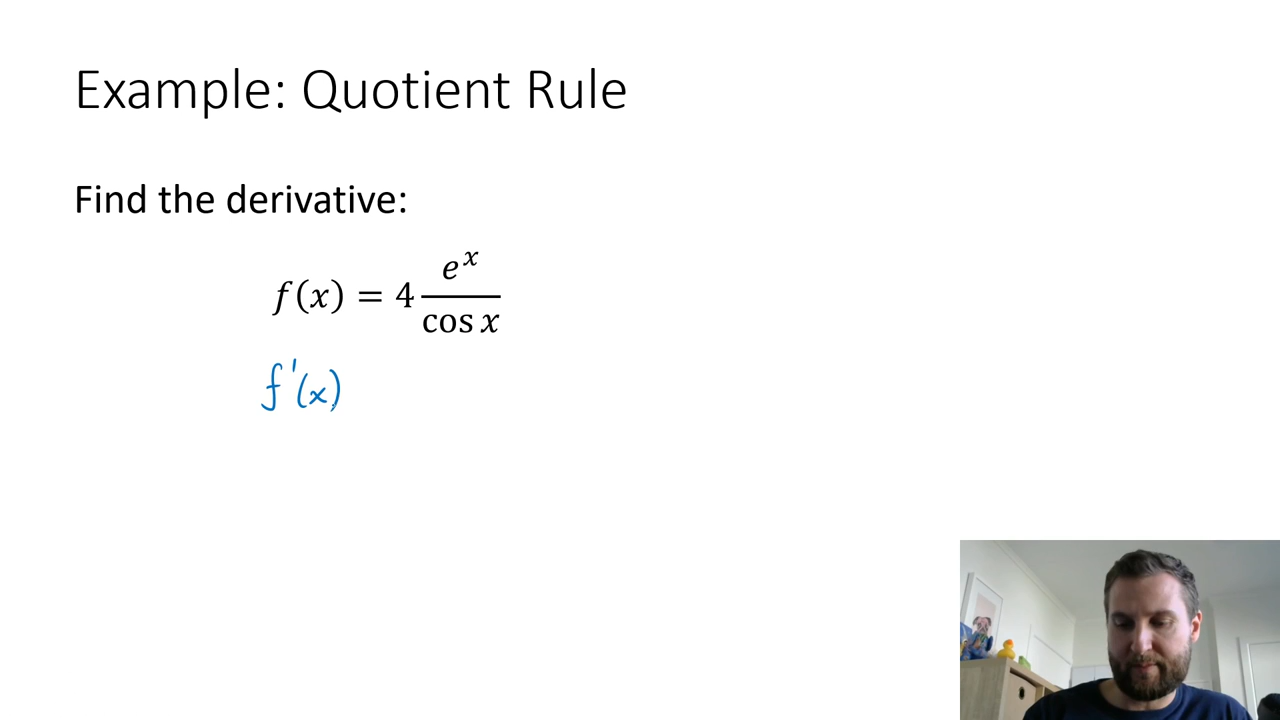 Example: Quotient Rule
Find the derivative:
f(x) = 4 e^x / cos x
f'(x)